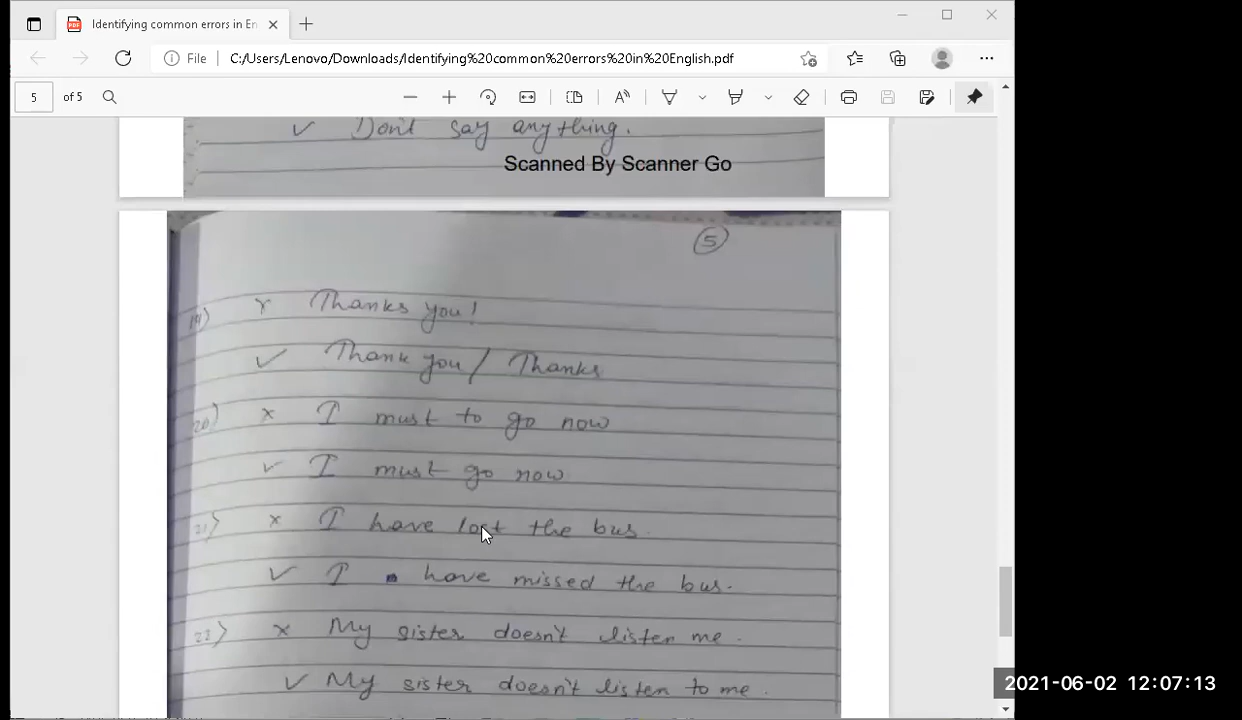 Identifying common errors in En
File C:/Users/Lenovo/Downloads/Identifying%20common%20errors%20in%20English.pdf
5 of 5
✓ Don't say anything.
Scanned By Scanner Go
5
19) x Thanks you!
✓ Thank you / Thanks
20) x I must to go now
✓ I must go now
21) x I have lost the bus.
✓ I have missed the bus.
22) x My sister doesn't listen me.
✓ My sister doesn't listen to me.
2021-06-02 12:07:13